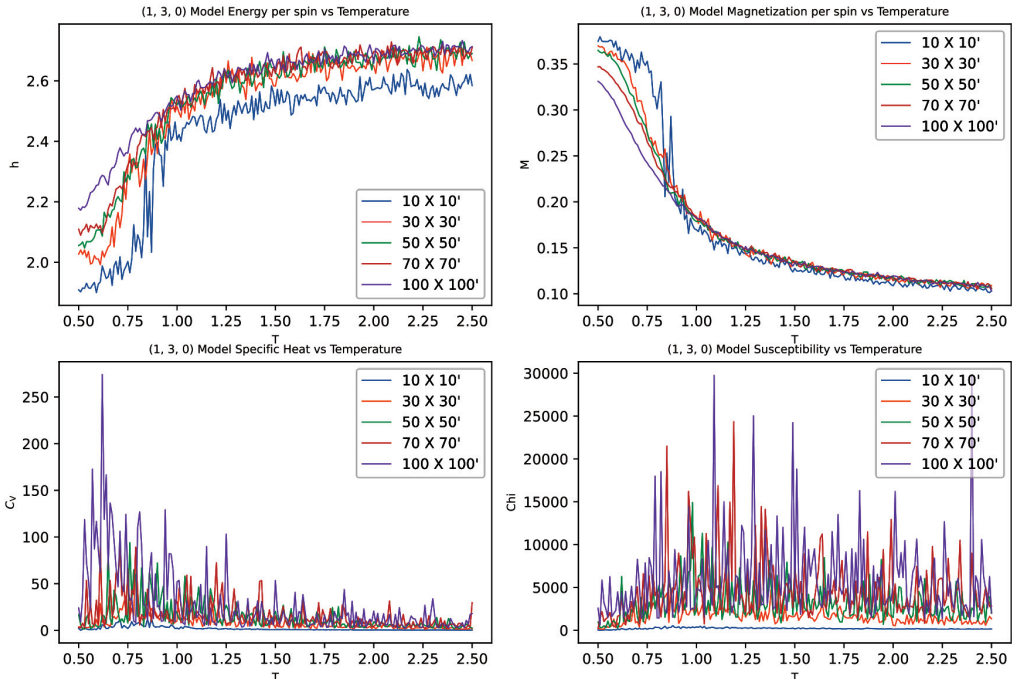 (1, 3, 0) Model Energy per spin vs Temperature
h
2.6
2.4
2.2
2.0
10 X 10'
30 X 30'
50 X 50'
70 X 70'
100 X 100'
0.50 0.75 1.00 1.25 1.50 1.75 2.00 2.25 2.50
T
(1, 3, 0) Model Magnetization per spin vs Temperature
M
0.35
0.30
0.25
0.20
0.15
0.10
10 X 10'
30 X 30'
50 X 50'
70 X 70'
100 X 100'
0.50 0.75 1.00 1.25 1.50 1.75 2.00 2.25 2.50
T
(1, 3, 0) Model Specific Heat vs Temperature
Cv
250
200
150
100
50
0
10 X 10'
30 X 30'
50 X 50'
70 X 70'
100 X 100'
0.50 0.75 1.00 1.25 1.50 1.75 2.00 2.25 2.50
T
(1, 3, 0) Model Susceptibility vs Temperature
Chi
30000
25000
20000
15000
10000
5000
0
10 X 10'
30 X 30'
50 X 50'
70 X 70'
100 X 100'
0.50 0.75 1.00 1.25 1.50 1.75 2.00 2.25 2.50
T